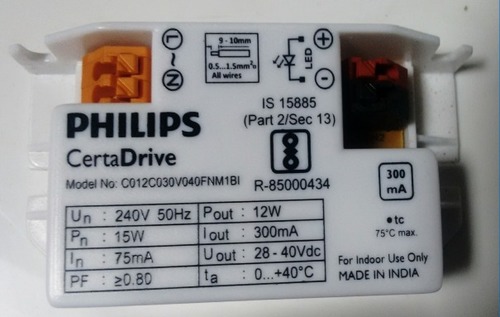 L
N
9 - 10mm
0.5...1.5mm²
All wires
LED
+
-
IS 15885
(Part 2/Sec 13)
R-85000434
PHILIPS
CertaDrive
Model No: C012C030V040FNM1BI
300
mA
•tc
75°C max.
Un : 240V 50Hz Pout : 12W
Pn : 15W Iout : 300mA
In : 75mA Uout : 28 - 40Vdc
PF : ≥0.80 ta : 0...+40°C
For Indoor Use Only
MADE IN INDIA